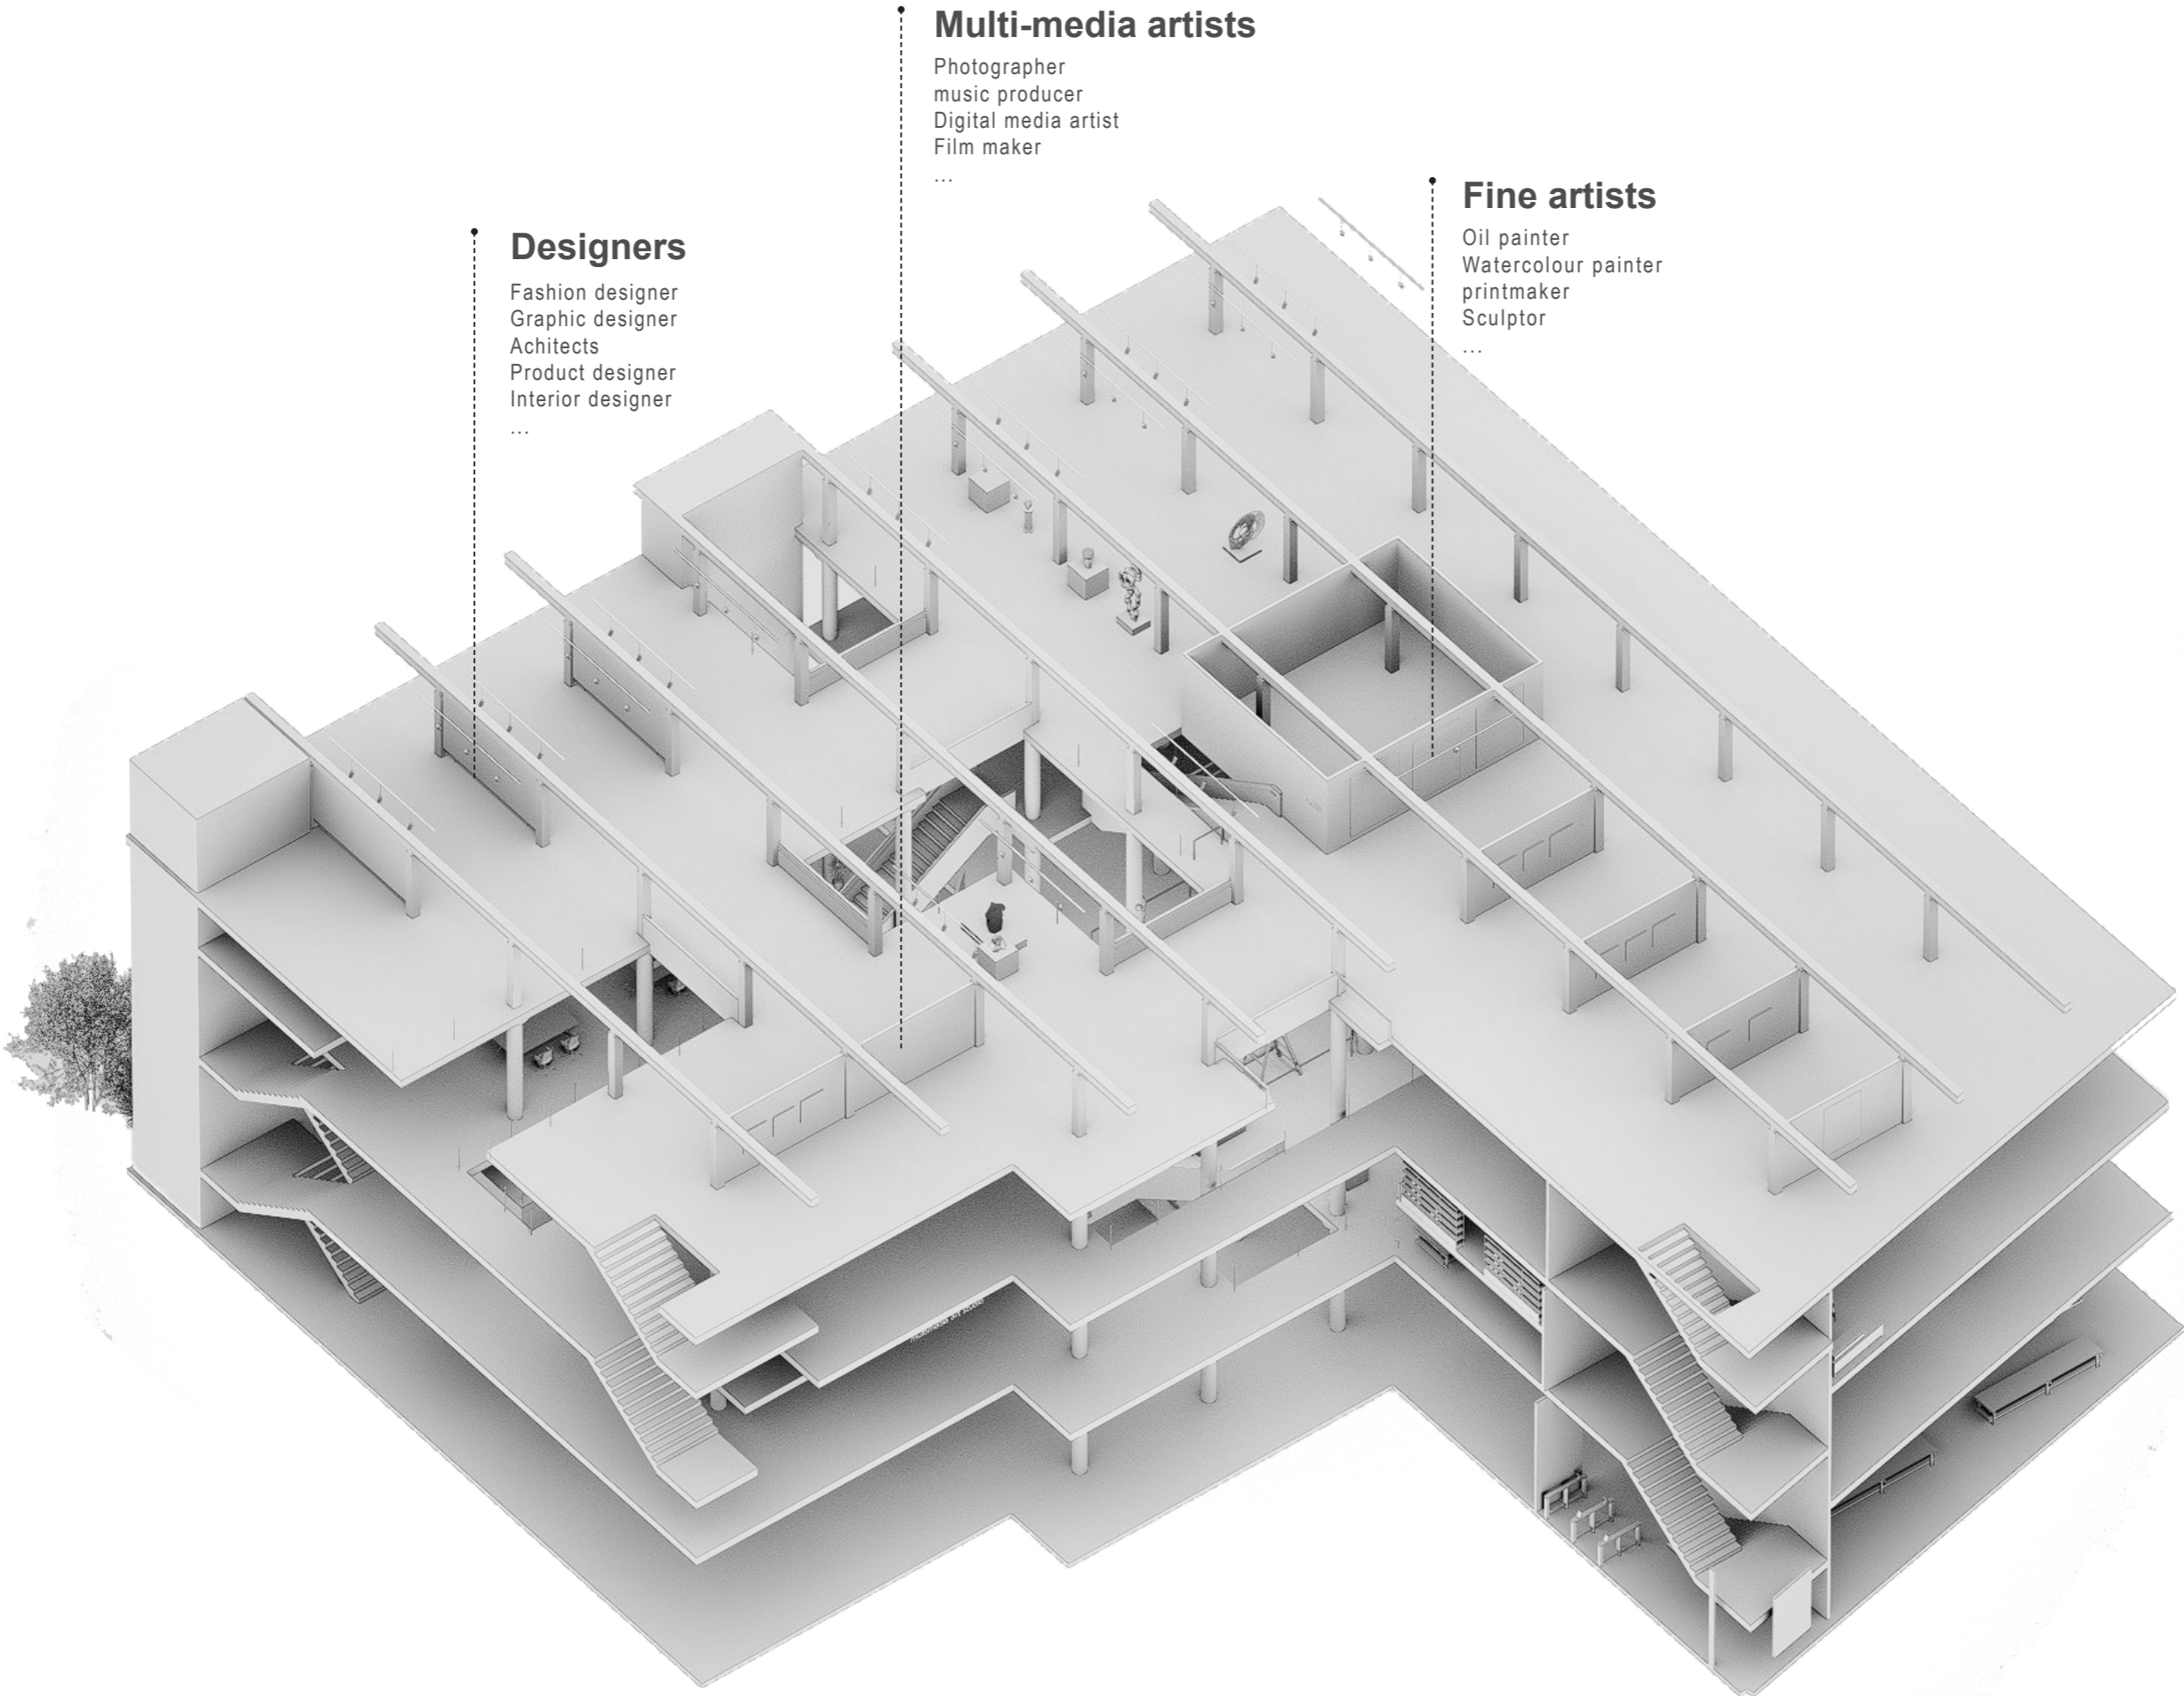 Multi-media artists
Photographer
music producer
Digital media artist
Film maker
...
Fine artists
Oil painter
Watercolour painter
printmaker
Sculptor
...
Designers
Fashion designer
Graphic designer
Achitects
Product designer
Interior designer
...